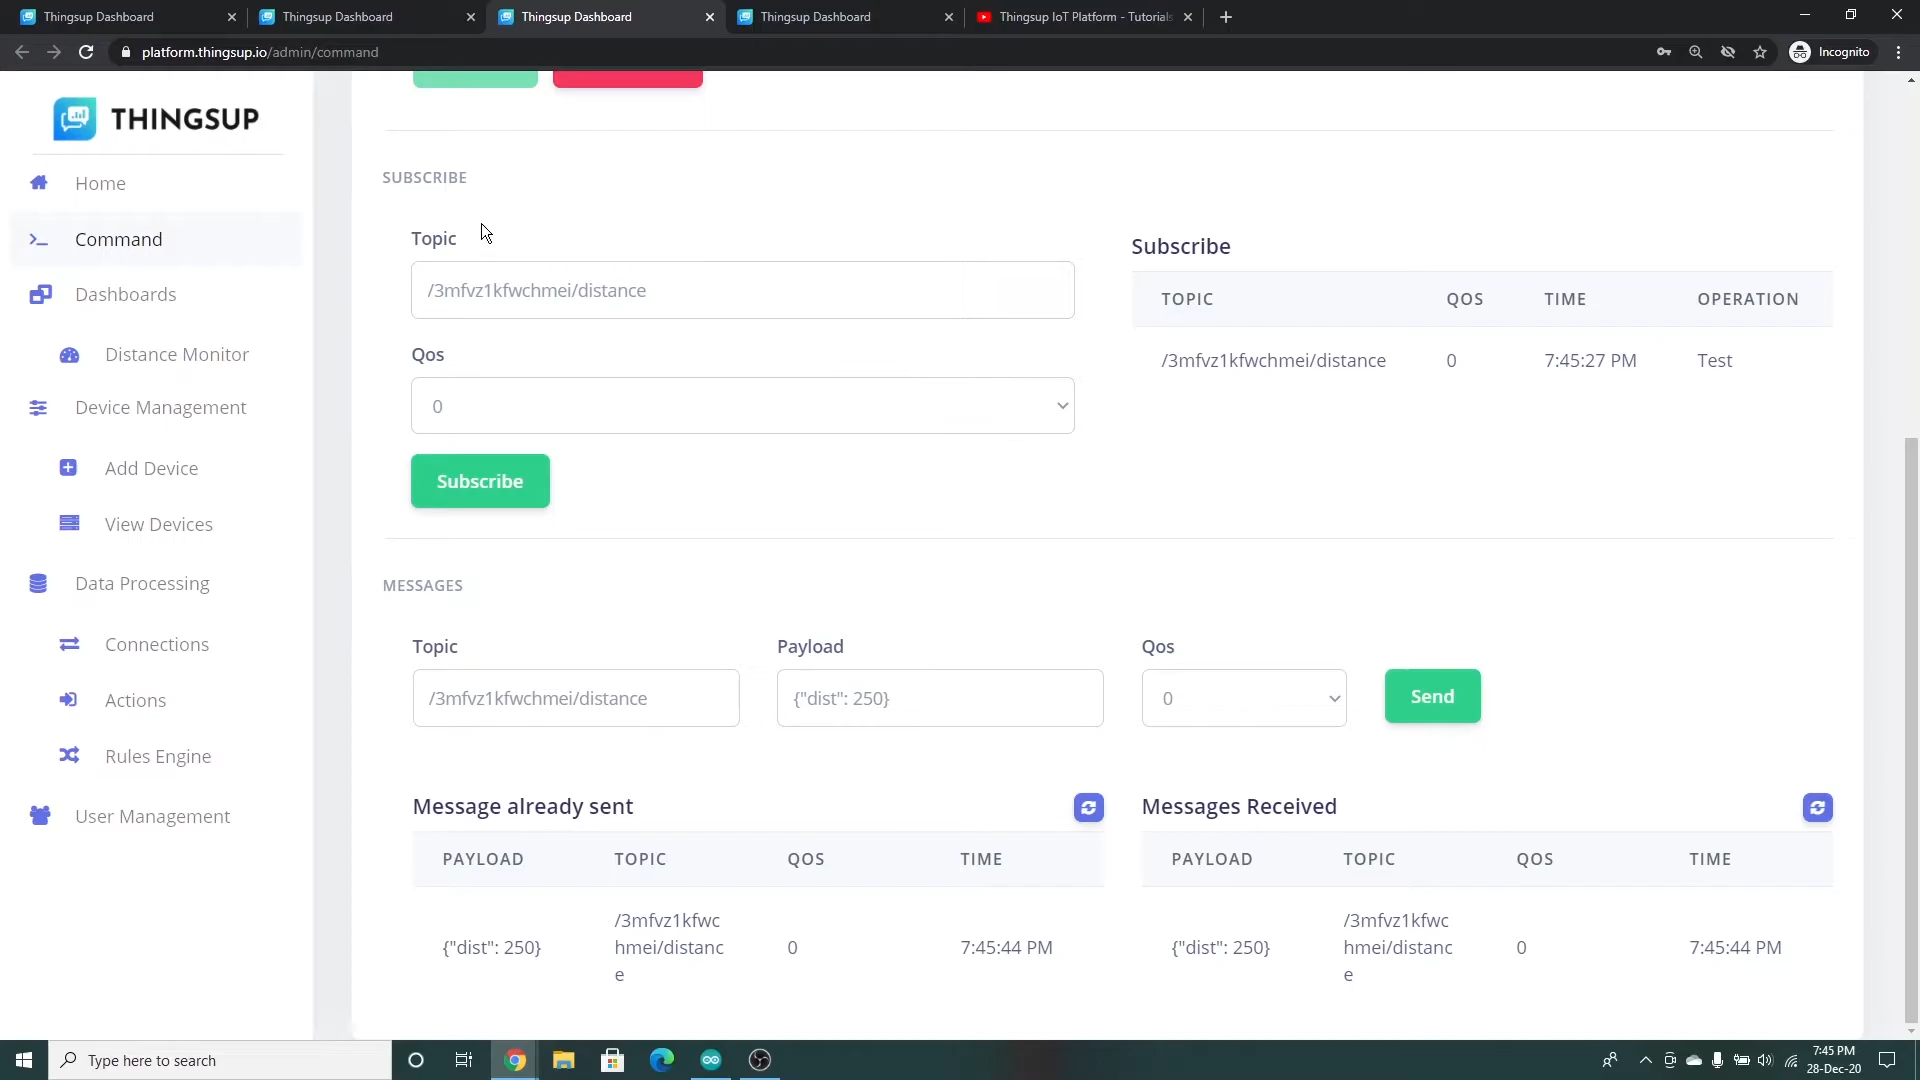 Thingsup Dashboard
Thingsup Dashboard
Thingsup Dashboard
Thingsup Dashboard
Thingsup IoT Platform - Tutorials
platform.thingsup.io/admin/command
Incognito
THINGSUP
Home
Command
Dashboards
Distance Monitor
Device Management
Add Device
View Devices
Data Processing
Connections
Actions
Rules Engine
User Management
SUBSCRIBE
Topic
/3mfvz1kfwchmei/distance
Qos
0
Subscribe
Subscribe
TOPIC QOS TIME OPERATION
/3mfvz1kfwchmei/distance 0 7:45:27 PM Test
MESSAGES
Topic Payload Qos
/3mfvz1kfwchmei/distance {"dist": 250} 0 Send
Message already sent
PAYLOAD TOPIC QOS TIME
/3mfvz1kfwc
{"dist": 250} hmei/distanc 0 7:45:44 PM
e
Messages Received
PAYLOAD TOPIC QOS TIME
/3mfvz1kfwc
{"dist": 250} hmei/distanc 0 7:45:44 PM
e
Type here to search
7:45 PM
28-Dec-20